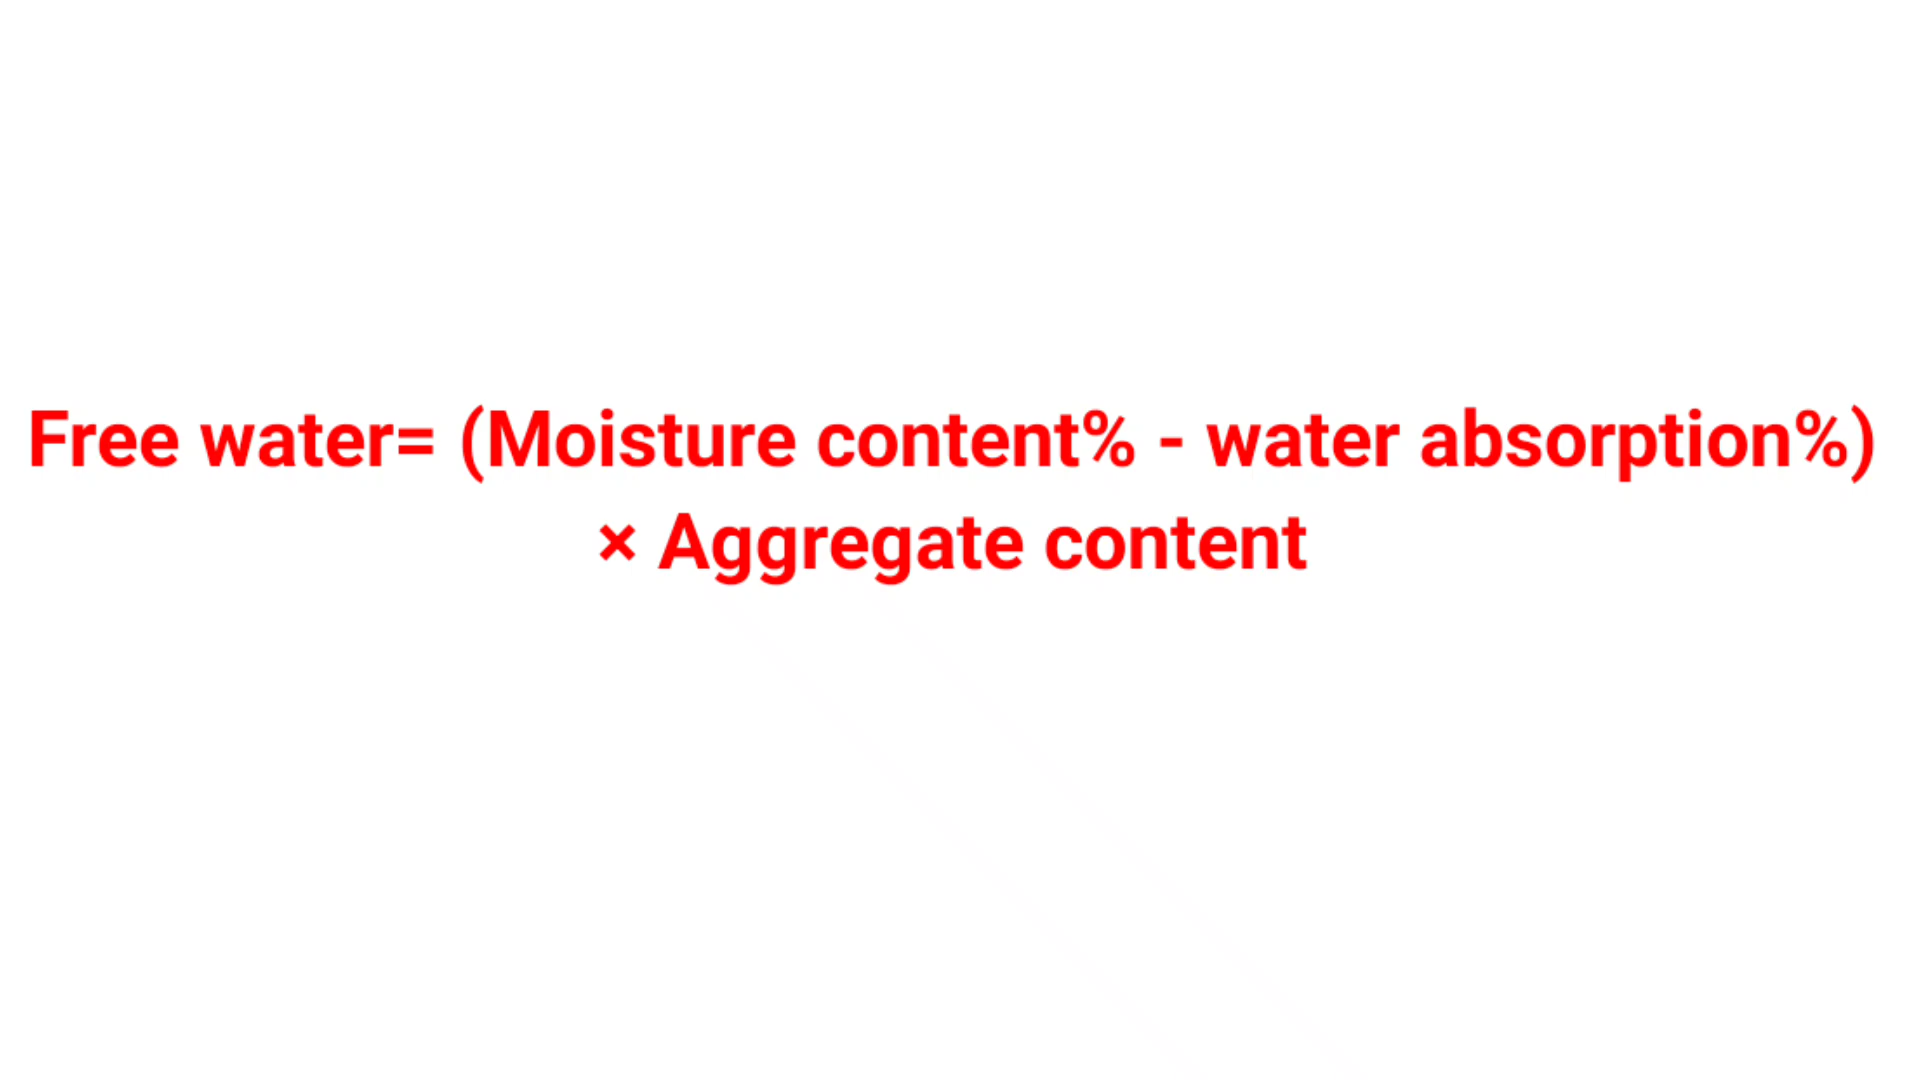 Free water= (Moisture content% - water absorption%)
× Aggregate content